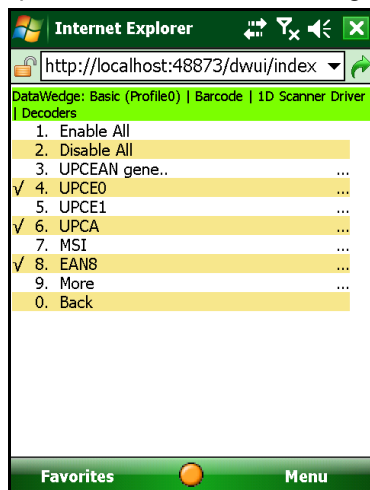 Internet Explorer
http://localhost:48873/dwui/index
DataWedge: Basic (Profile0) | Barcode | 1D Scanner Driver
| Decoders
1. Enable All
2. Disable All
3. UPCEAN gene.. ...
√ 4. UPCE0 ...
5. UPCE1 ...
√ 6. UPCA ...
7. MSI ...
√ 8. EAN8 ...
9. More ...
0. Back
Favorites Menu